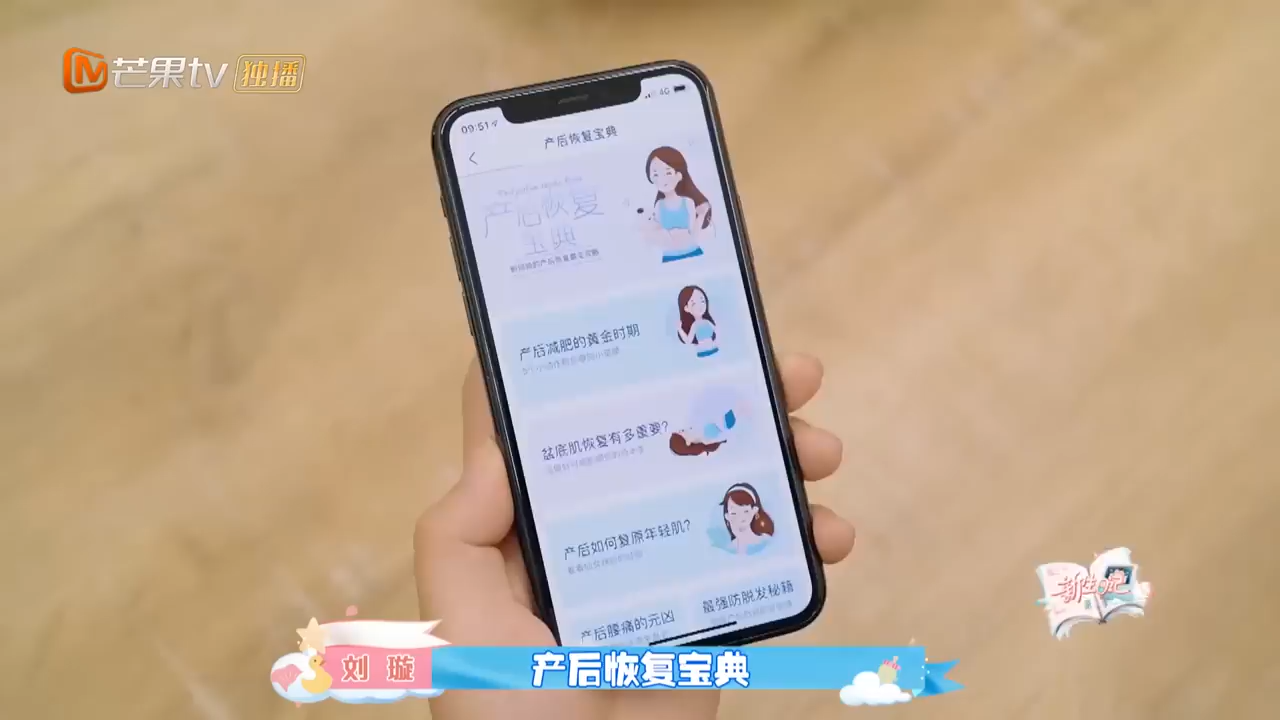 芒果tv 独播
09:51
4G
产后恢复宝典
产后恢复
宝典
产后减肥的黄金时期
盆底肌恢复有多重要?
产后如何复原年轻肌?
产后腰痛的元凶
最强防脱发秘籍
新生日记
刘璇
产后恢复宝典